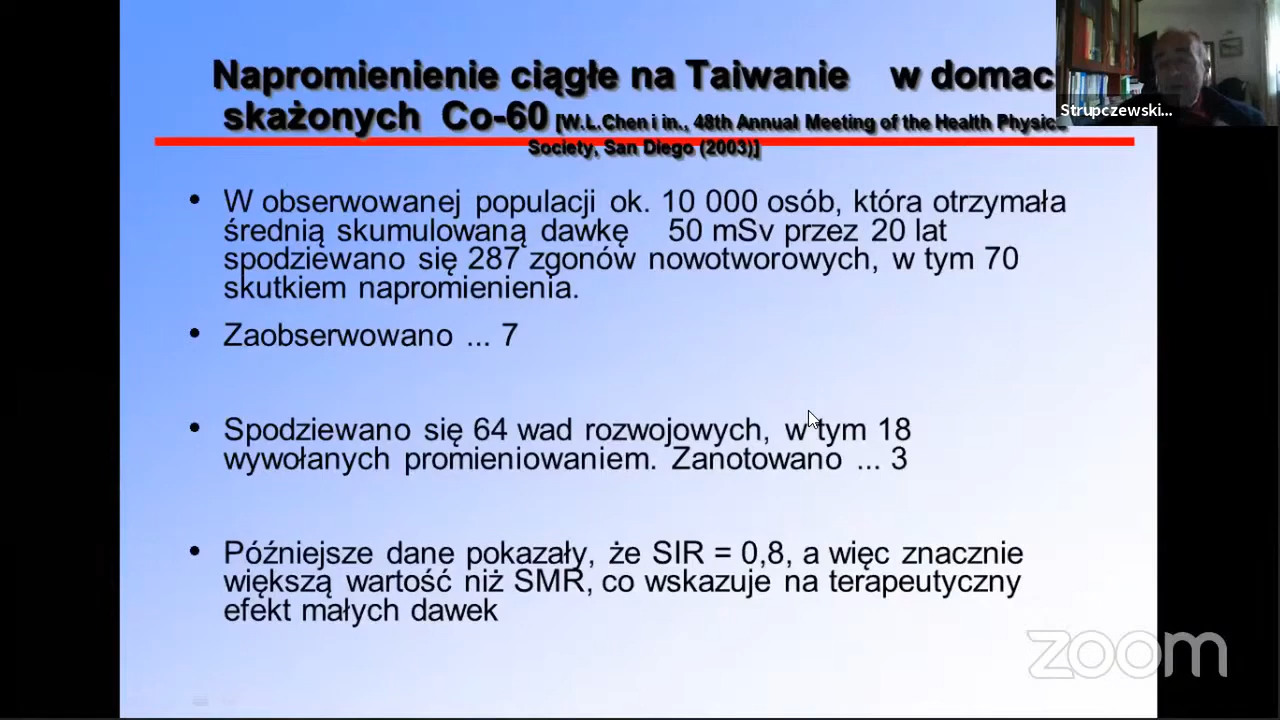 Napromienienie ciągłe na Taiwanie w domac
skażonych Co-60 [W.L.Chen i in., 48th Annual Meeting of the Health Physics
Society, San Diego (2003)]
Strupczewski...
• W obserwowanej populacji ok. 10 000 osób, która otrzymała
średnią skumulowaną dawkę 50 mSv przez 20 lat
spodziewano się 287 zgonów nowotworowych, w tym 70
skutkiem napromienienia.
• Zaobserwowano ... 7
• Spodziewano się 64 wad rozwojowych, w tym 18
wywołanych promieniowaniem. Zanotowano ... 3
• Późniejsze dane pokazały, że SIR = 0,8, a więc znacznie
większą wartość niż SMR, co wskazuje na terapeutyczny
efekt małych dawek
zoom